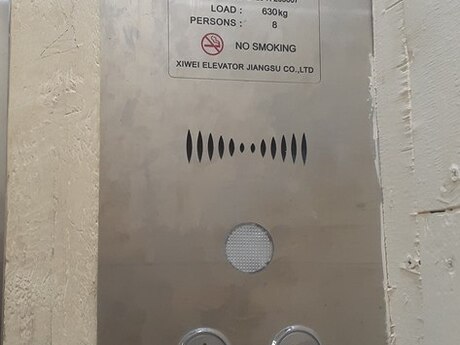 LOAD : 630kg
PERSONS : 8
NO SMOKING
XIWEI ELEVATOR JIANGSU CO.,LTD